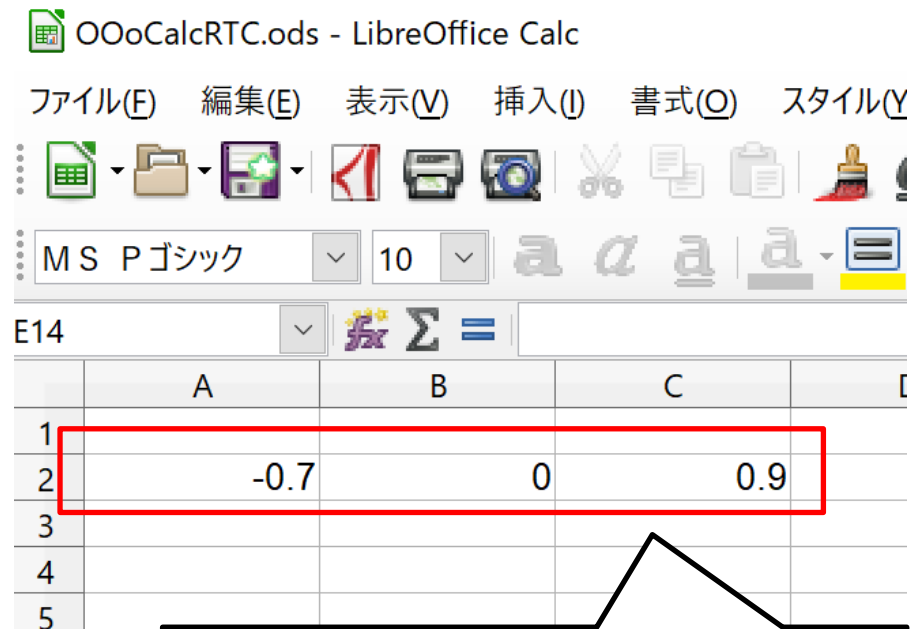 OOoCalcRTC.ods - LibreOffice Calc
ファイル(F) 編集(E) 表示(V) 挿入(I) 書式(O) スタイル(Y
a a a a
ＭＳ Ｐゴシック 10
E14 fx Σ =
A B C
1
2 -0.7 0 0.9
3
4
5